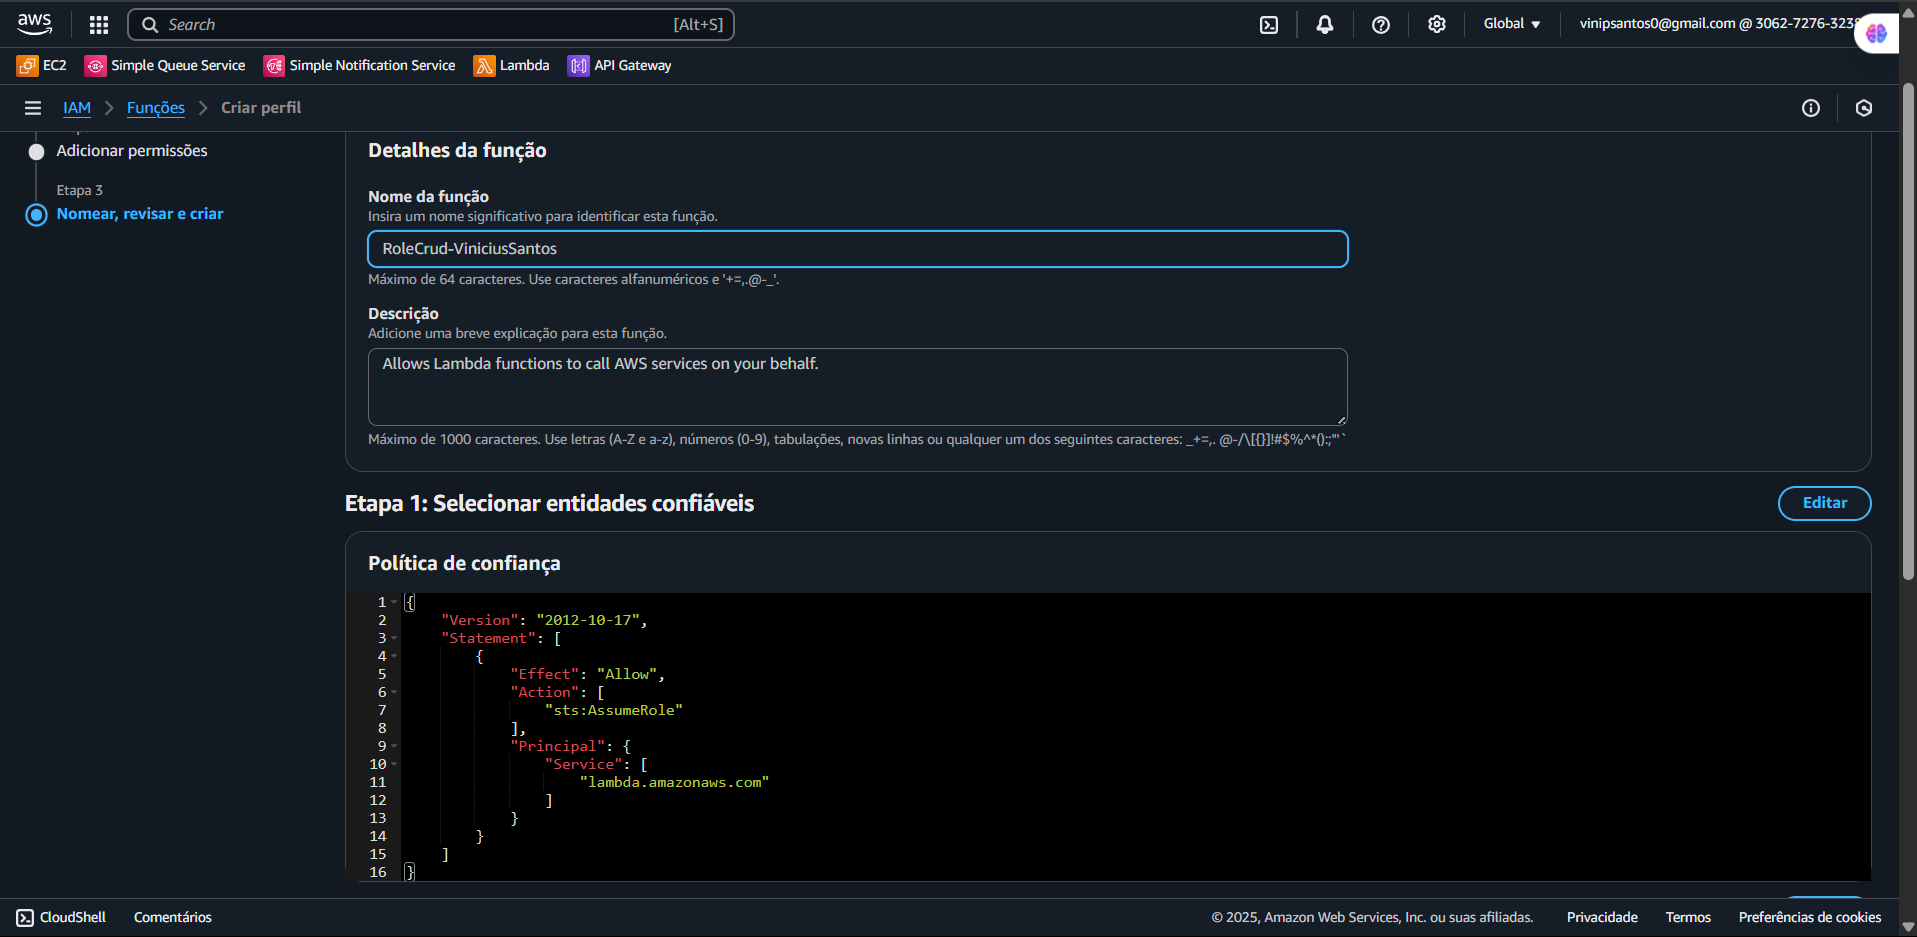 aws
Search [Alt+S]
Global
vinipsantos0@gmail.com @ 3062-7276-3238
EC2
Simple Queue Service
Simple Notification Service
Lambda
API Gateway
IAM
Funções
Criar perfil
Adicionar permissões
Etapa 3
Nomear, revisar e criar
Detalhes da função
Nome da função
Insira um nome significativo para identificar esta função.
RoleCrud-ViniciusSantos
Máximo de 64 caracteres. Use caracteres alfanuméricos e '+=,.@-_'.
Descrição
Adicione uma breve explicação para esta função.
Allows Lambda functions to call AWS services on your behalf.
Máximo de 1000 caracteres. Use letras (A-Z e a-z), números (0-9), tabulações, novas linhas ou qualquer um dos seguintes caracteres: _+=,. @-/\[{}]!#$%^*();:"'`
Etapa 1: Selecionar entidades confiáveis
Editar
Política de confiança
1 {
2 "Version": "2012-10-17",
3 "Statement": [
4 {
5 "Effect": "Allow",
6 "Action": [
7 "sts:AssumeRole"
8 ],
9 "Principal": {
10 "Service": [
11 "lambda.amazonaws.com"
12 ]
13 }
14 }
15 ]
16 }
CloudShell
Comentários
© 2025, Amazon Web Services, Inc. ou suas afiliadas.
Privacidade
Termos
Preferências de cookies